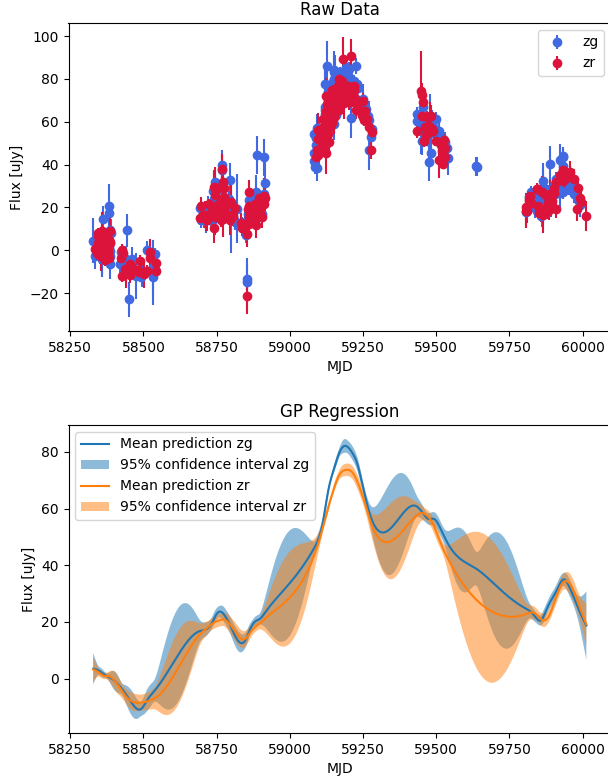 Raw Data
100
80
60
40
20
0
−20
Flux [uJy]
zg
zr
58250 58500 58750 59000 59250 59500 59750 60000
MJD
GP Regression
80
60
40
20
0
Flux [uJy]
Mean prediction zg
95% confidence interval zg
Mean prediction zr
95% confidence interval zr
58250 58500 58750 59000 59250 59500 59750 60000
MJD